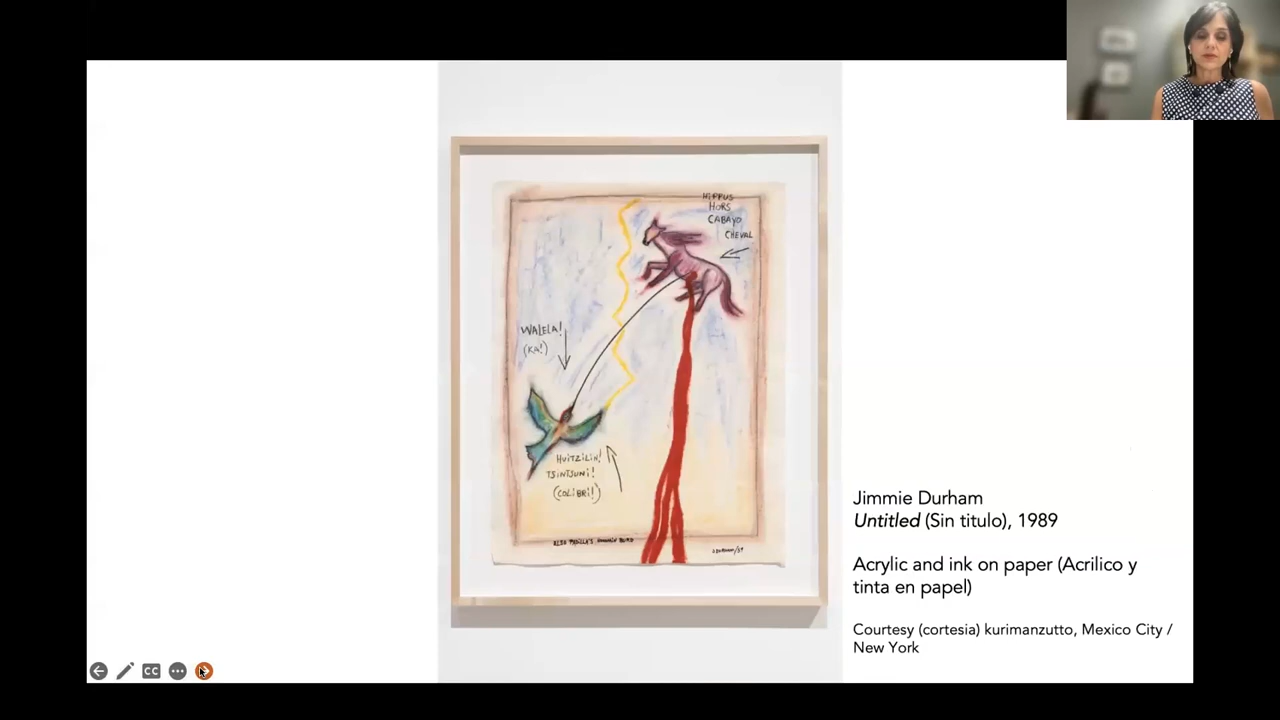 HIPPUS
HORS
CABAYO
CHEVAL
WALELA!
(KA!)
HUITZILIN!
TSINTSUNI!
(COLIBRI!)
Jimmie Durham
Untitled (Sin titulo), 1989
Acrylic and ink on paper (Acrilico y
tinta en papel)
Courtesy (cortesia) kurimanzutto, Mexico City /
New York
CC